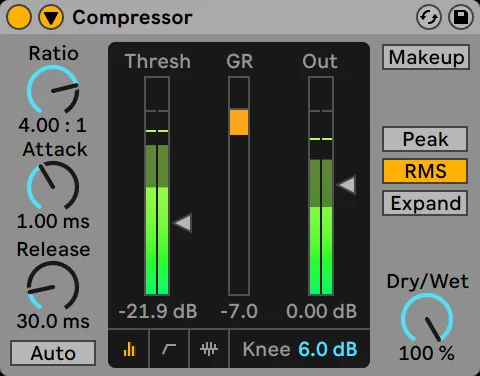 Compressor
Ratio
4.00 : 1
Attack
1.00 ms
Release
30.0 ms
Auto
Thresh GR Out
-21.9 dB -7.0 0.00 dB
Knee 6.0 dB
Makeup
Peak
RMS
Expand
Dry/Wet
100 %